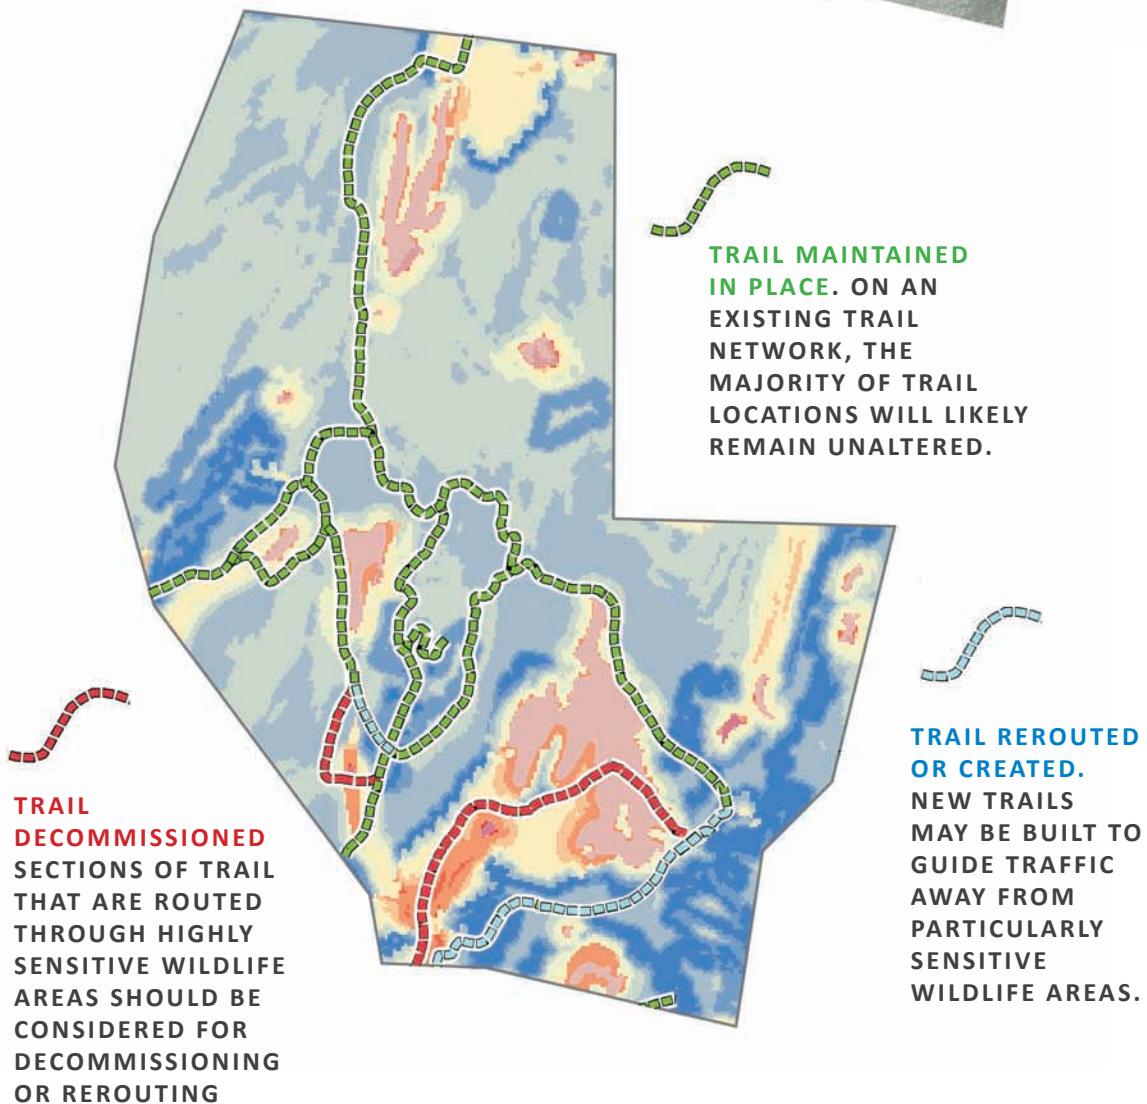 TRAIL MAINTAINED
IN PLACE. ON AN
EXISTING TRAIL
NETWORK, THE
MAJORITY OF TRAIL
LOCATIONS WILL LIKELY
REMAIN UNALTERED.
TRAIL REROUTED
OR CREATED.
NEW TRAILS
MAY BE BUILT TO
GUIDE TRAFFIC
AWAY FROM
PARTICULARLY
SENSITIVE
WILDLIFE AREAS.
TRAIL
DECOMMISSIONED
SECTIONS OF TRAIL
THAT ARE ROUTED
THROUGH HIGHLY
SENSITIVE WILDLIFE
AREAS SHOULD BE
CONSIDERED FOR
DECOMMISSIONING
OR REROUTING